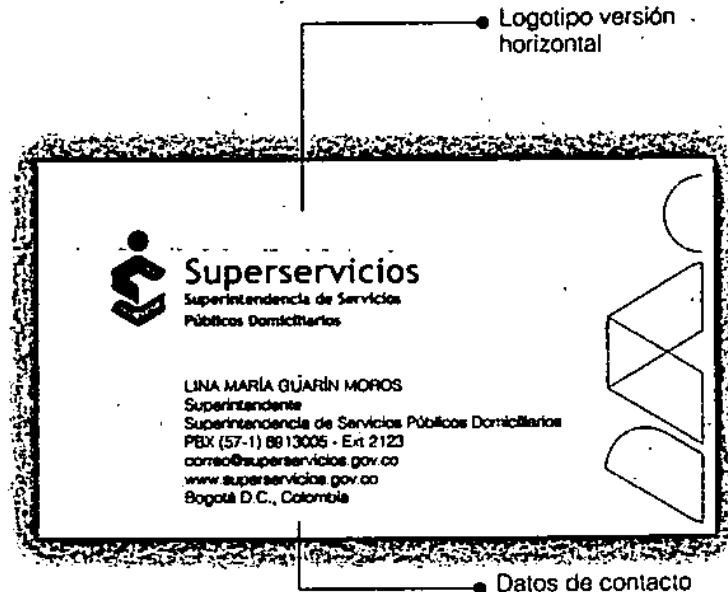 Logotipo versión
horizontal
Superservicios
Superintendencia de Servicios
Públicos Domiciliarios
LINA MARÍA GUARÍN MOROS
Superintendente
Superintendencia de Servicios Públicos Domiciliarios
PBX (57-1) 6913005 - Ext 2123
correo@superservicios.gov.co
www.superservicios.gov.co
Bogotá D.C., Colombia
Datos de contacto